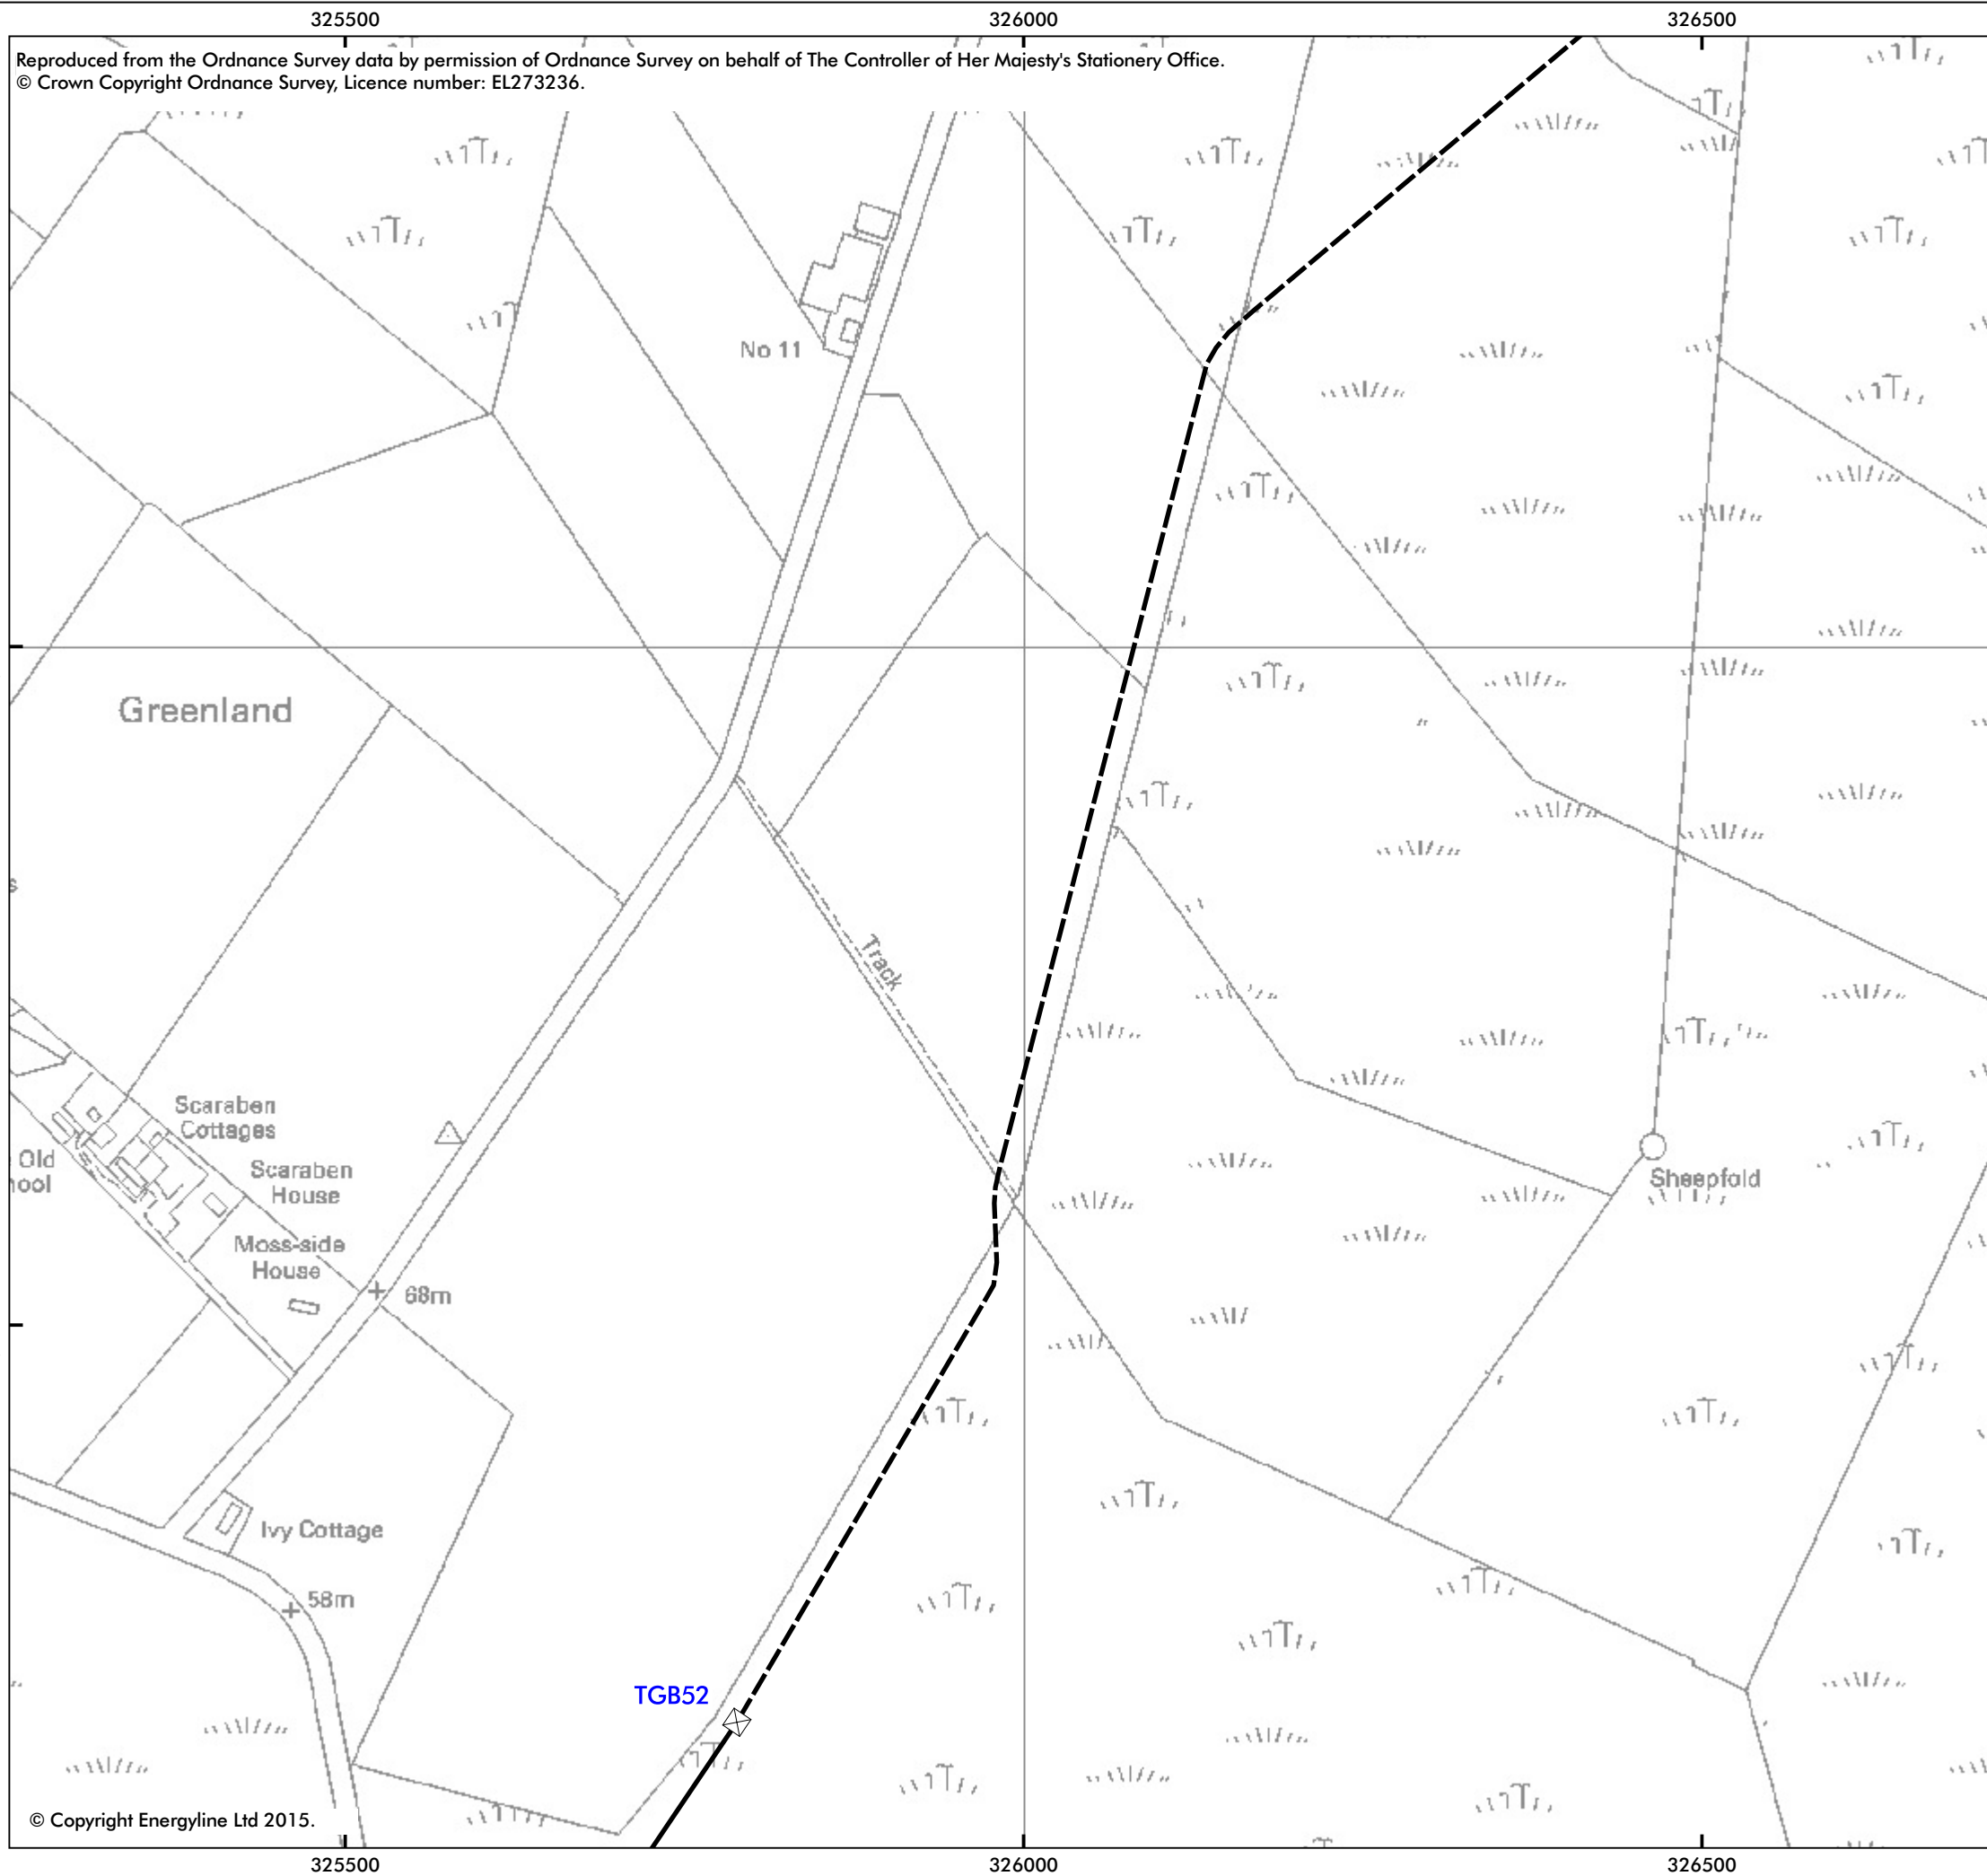 325500
326000
326500
Reproduced from the Ordnance Survey data by permission of Ordnance Survey on behalf of The Controller of Her Majesty's Stationery Office.
© Crown Copyright Ordnance Survey, Licence number: EL273236.
No 11
Greenland
s
Track
Scaraben
Cottages
Old
ool
Scaraben
House
Sheepfold
Moss-side
House
68m
Ivy Cottage
58m
TGB52
© Copyright Energyline Ltd 2015.
325500
326000
326500